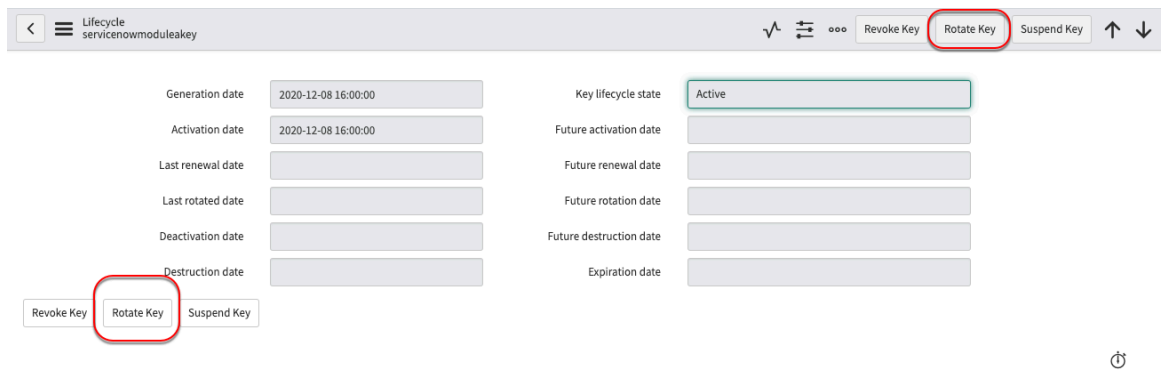 Lifecycle
servicenowmoduleakey
Revoke Key Rotate Key Suspend Key
Generation date 2020-12-08 16:00:00 Key lifecycle state Active
Activation date 2020-12-08 16:00:00 Future activation date
Last renewal date Future renewal date
Last rotated date Future rotation date
Deactivation date Future destruction date
Destruction date Expiration date
Revoke Key Rotate Key Suspend Key